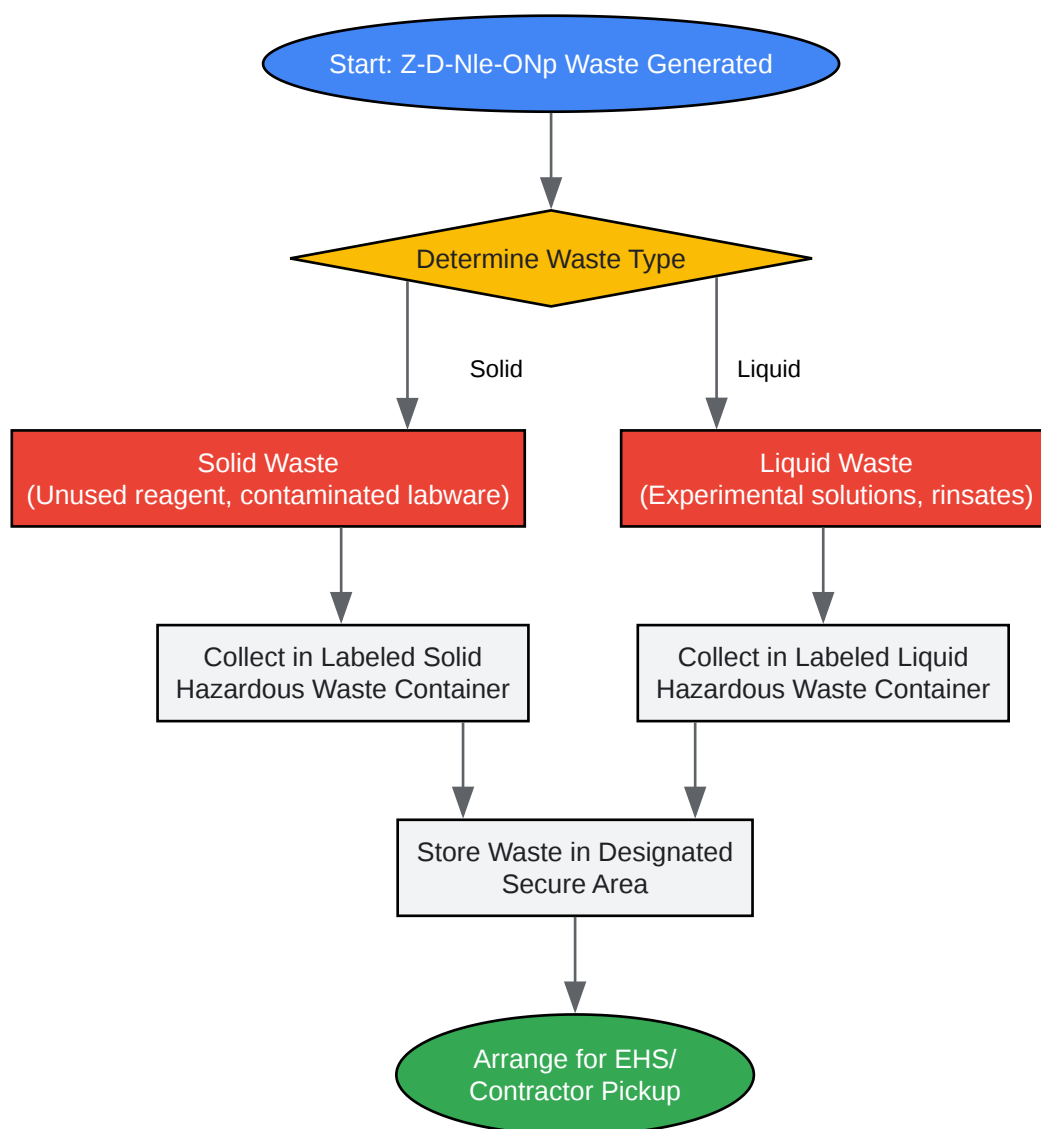 Start: Z-D-Nle-ONp Waste Generated
Determine Waste Type
Solid
Liquid
Solid Waste
(Unused reagent, contaminated labware)
Liquid Waste
(Experimental solutions, rinsates)
Collect in Labeled Solid
Hazardous Waste Container
Collect in Labeled Liquid
Hazardous Waste Container
Store Waste in Designated
Secure Area
Arrange for EHS/
Contractor Pickup